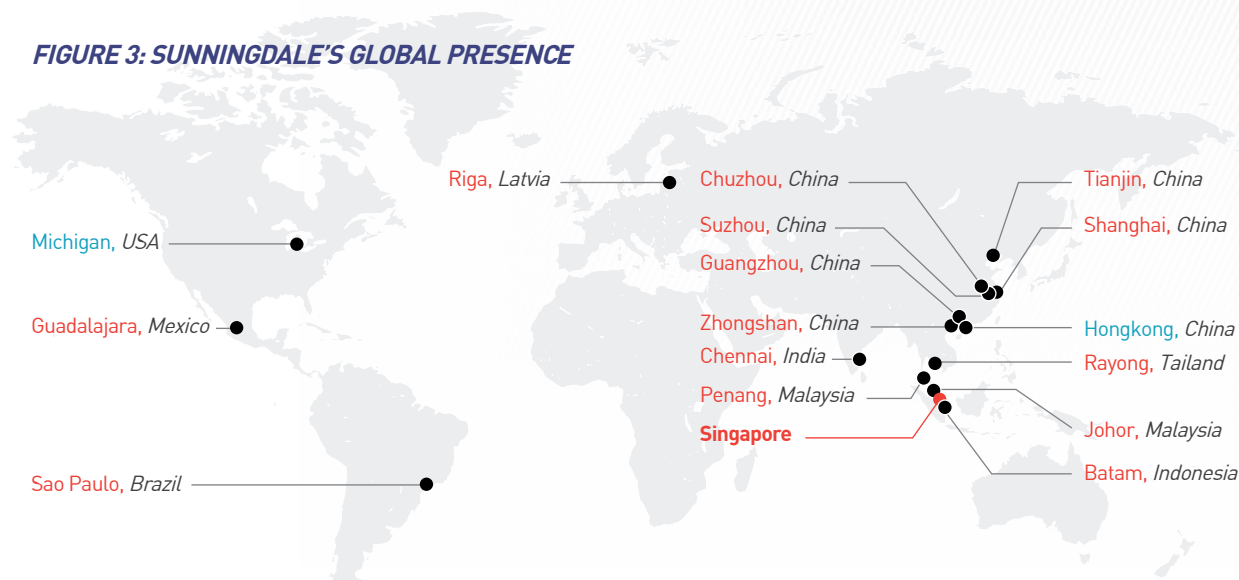 FIGURE 3: SUNNINGDALE'S GLOBAL PRESENCE
Riga, Latvia
Michigan, USA
Guadalajara, Mexico
Sao Paulo, Brazil
Chuzhou, China
Suzhou, China
Guangzhou, China
Zhongshan, China
Chennai, India
Penang, Malaysia
Singapore
Tianjin, China
Shanghai, China
Hongkong, China
Rayong, Tailand
Johor, Malaysia
Batam, Indonesia